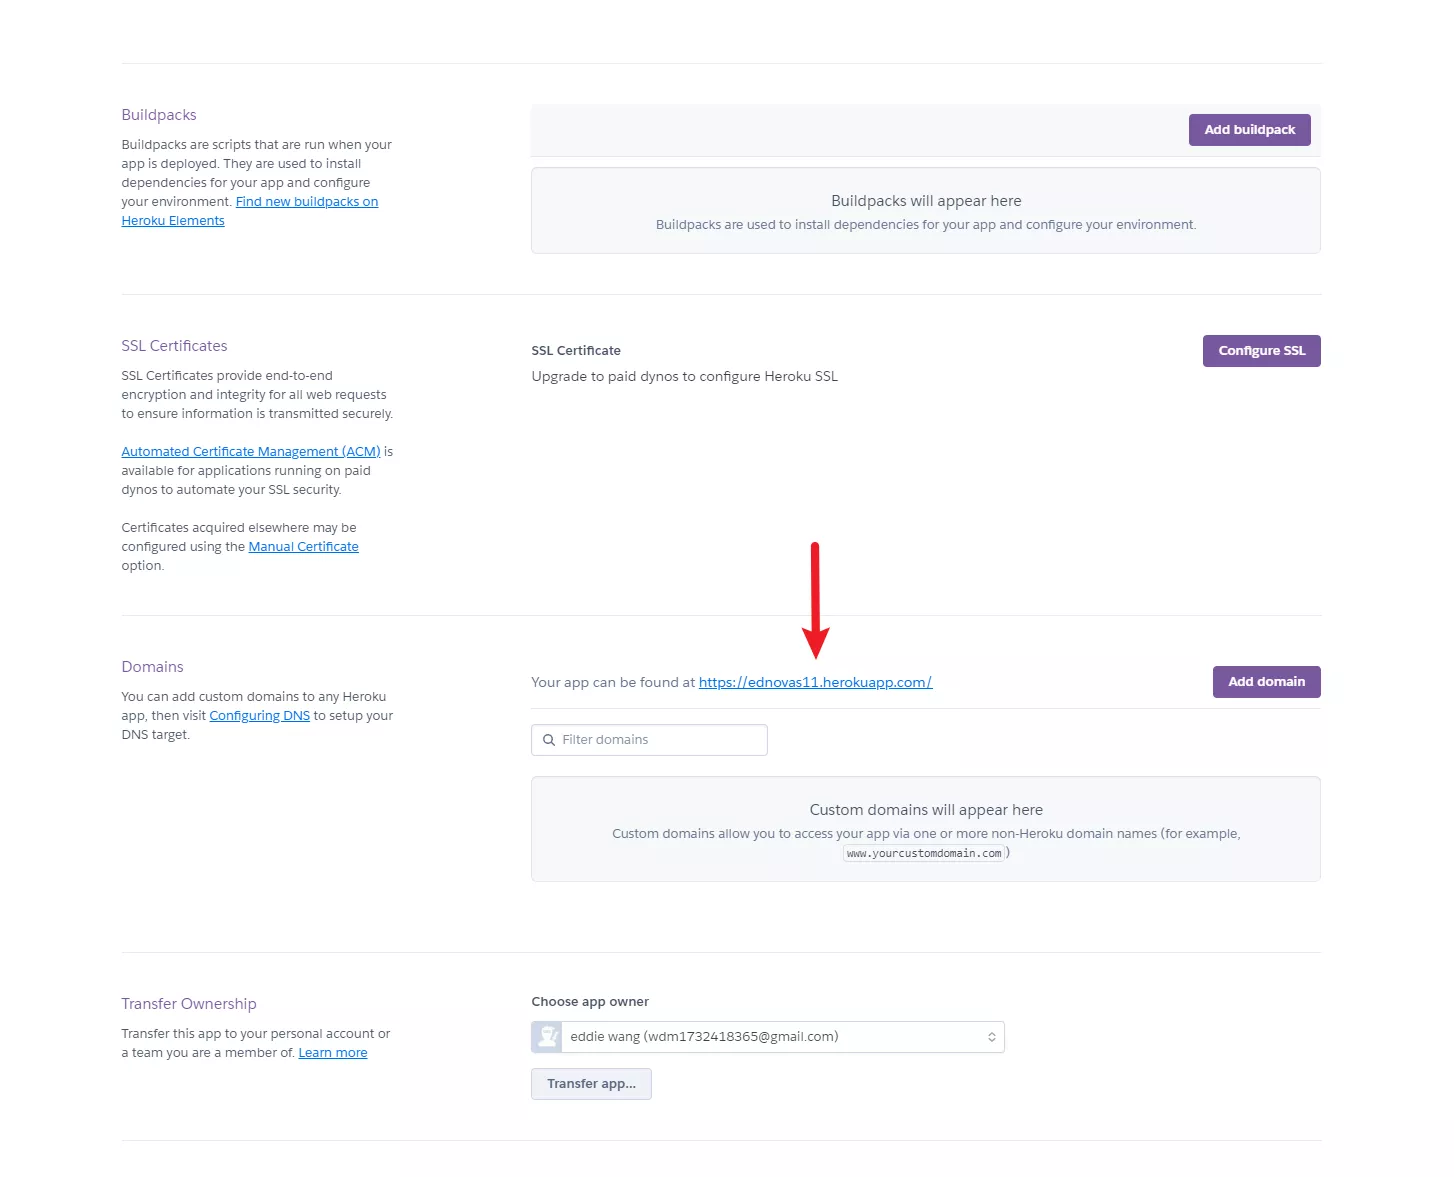 Buildpacks
Buildpacks are scripts that are run when your
app is deployed. They are used to install
dependencies for your app and configure
your environment. Find new buildpacks on
Heroku Elements
Add buildpack
Buildpacks will appear here
Buildpacks are used to install dependencies for your app and configure your environment.
SSL Certificates
SSL Certificates provide end-to-end
encryption and integrity for all web requests
to ensure information is transmitted securely.
Automated Certificate Management (ACM) is
available for applications running on paid
dynos to automate your SSL security.
Certificates acquired elsewhere may be
configured using the Manual Certificate
option.
SSL Certificate
Upgrade to paid dynos to configure Heroku SSL
Configure SSL
Domains
You can add custom domains to any Heroku
app, then visit Configuring DNS to setup your
DNS target.
Your app can be found at https://ednovas11.herokuapp.com/
Add domain
Filter domains
Custom domains will appear here
Custom domains allow you to access your app via one or more non-Heroku domain names (for example,
www.yourcustomdomain.com)
Transfer Ownership
Transfer this app to your personal account or
a team you are a member of. Learn more
Choose app owner
eddie wang (wdm1732418365@gmail.com)
Transfer app...